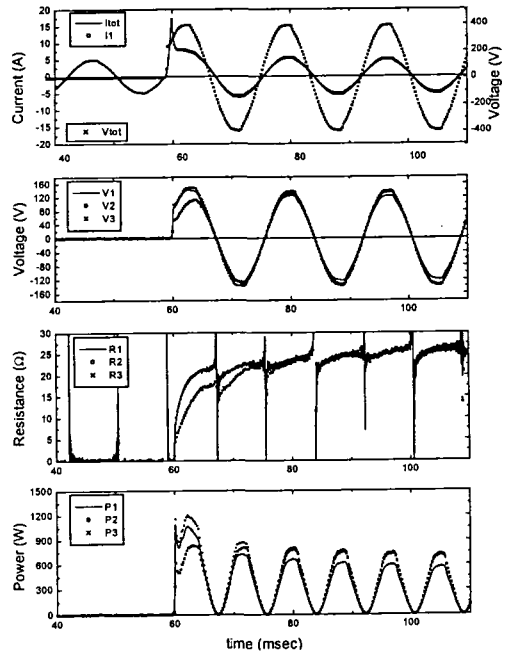 Itot
I1
Vtot
Current (A)
20
15
10
5
0
-5
-10
-15
-20
400
200
0
-200
-400
Voltage (V)
40
60
80
100
V1
V2
V3
Voltage (V)
160
120
80
40
0
-40
-80
-120
-160
40
60
80
100
R1
R2
R3
Resistance (Ω)
30
25
20
15
10
5
0
40
60
80
100
P1
P2
P3
Power (W)
1500
1200
900
600
300
0
40
60
80
100
time (msec)